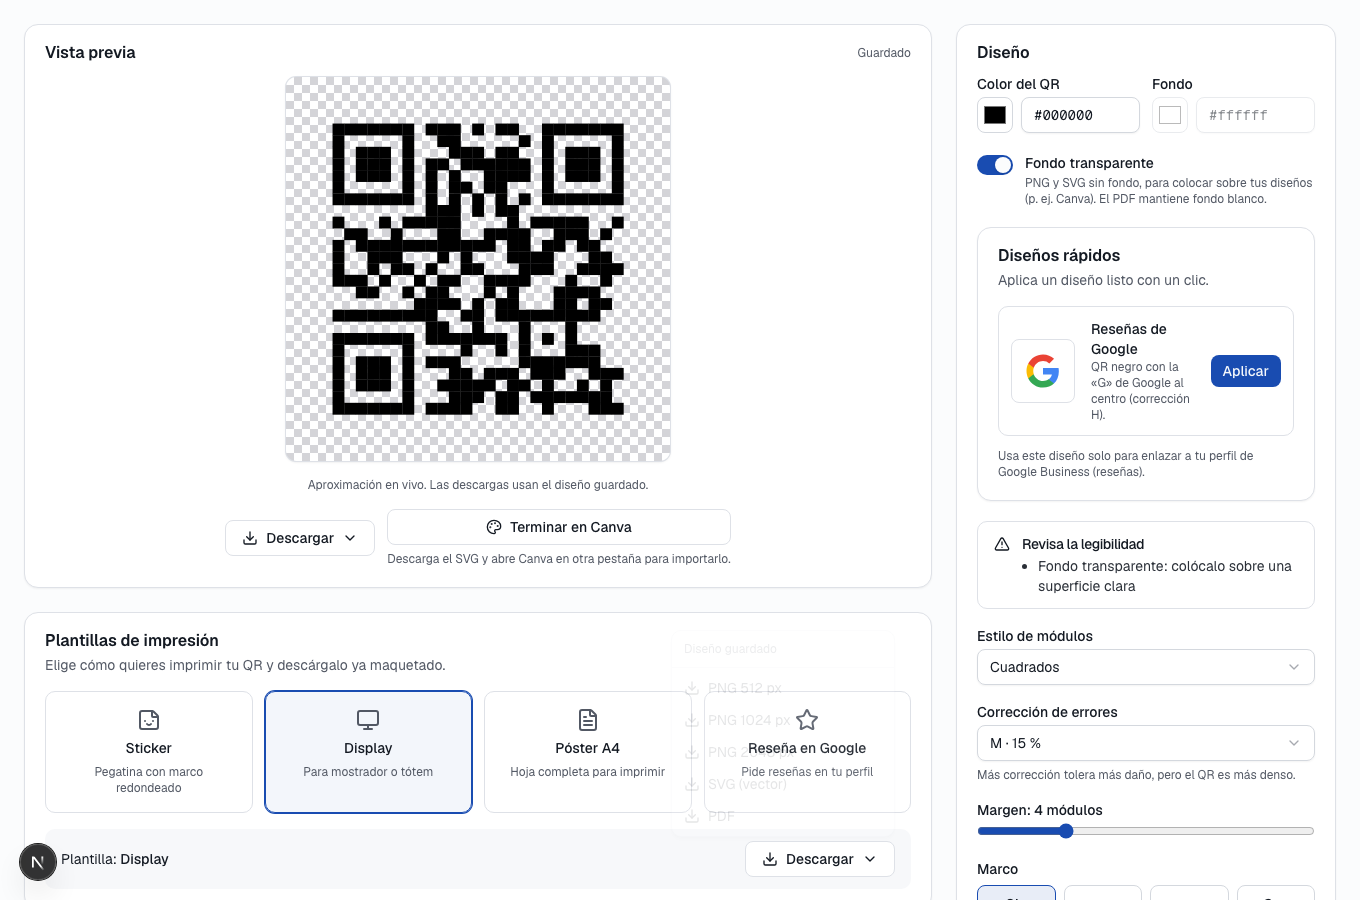 Vista previa
Guardado
Aproximación en vivo. Las descargas usan el diseño guardado.
Descargar
Terminar en Canva
Descarga el SVG y abre Canva en otra pestaña para importarlo.
Plantillas de impresión
Elige cómo quieres imprimir tu QR y descárgalo ya maquetado.
Sticker
Pegatina con marco
redondeado
Display
Para mostrador o tótem
Póster A4
Hoja completa para imprimir
Reseña en Google
Pide reseñas en tu perfil
Diseño guardado
PNG 512 px
PNG 1024 px
SVG (vector)
PDF
N
Plantilla: Display
Descargar
Diseño
Color del QR
Fondo
#000000
#ffffff
Fondo transparente
PNG y SVG sin fondo, para colocar sobre tus diseños
(p. ej. Canva). El PDF mantiene fondo blanco.
Diseños rápidos
Aplica un diseño listo con un clic.
Reseñas de
Google
QR negro con la
«G» de Google al
centro (corrección
H).
Aplicar
Usa este diseño solo para enlazar a tu perfil de
Google Business (reseñas).
Revisa la legibilidad
Fondo transparente: colócalo sobre una
superficie clara
Estilo de módulos
Cuadrados
Corrección de errores
M · 15 %
Más corrección tolera más daño, pero el QR es más denso.
Margen: 4 módulos
Marco